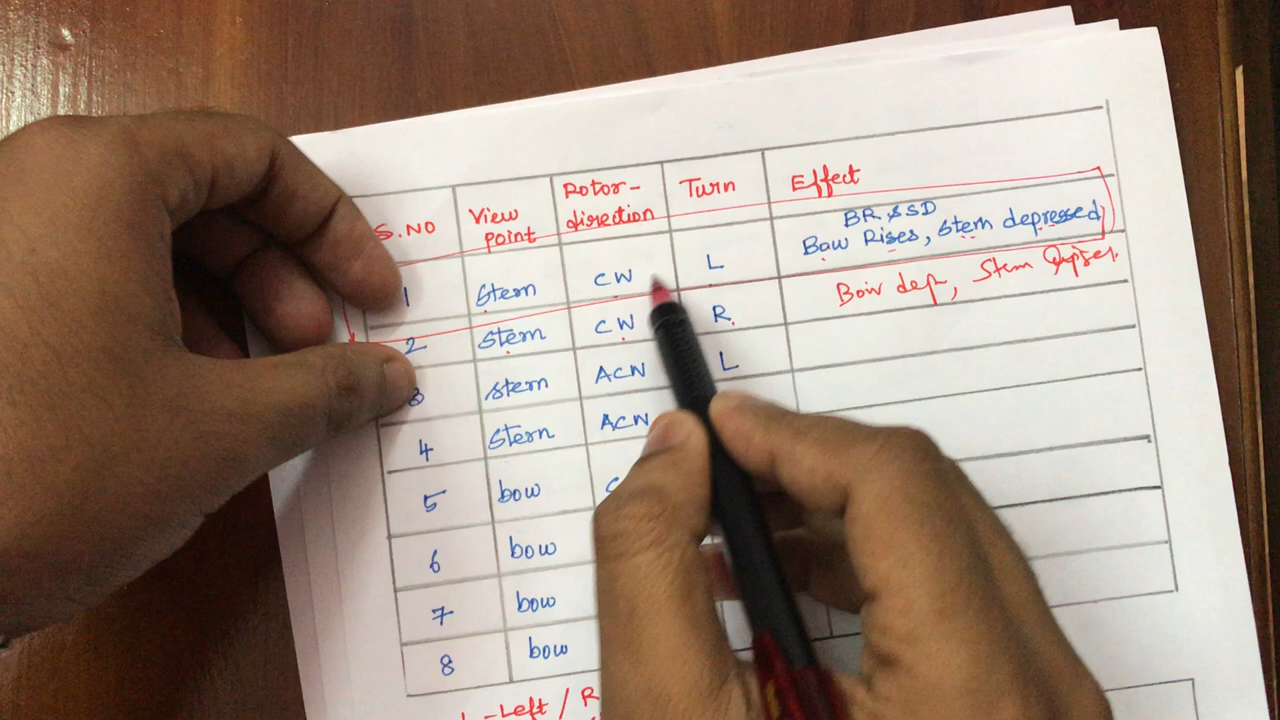 S.NO View point Rotor-direction Turn Effect
1 Stern CW L BR &SD
Bow Rises, Stern depressed
2 Stern CW R Bow dep, Stern
3 Stern ACW L
4 Stern ACW
5 bow
6 bow
7 bow
8 bow
L-Left / R